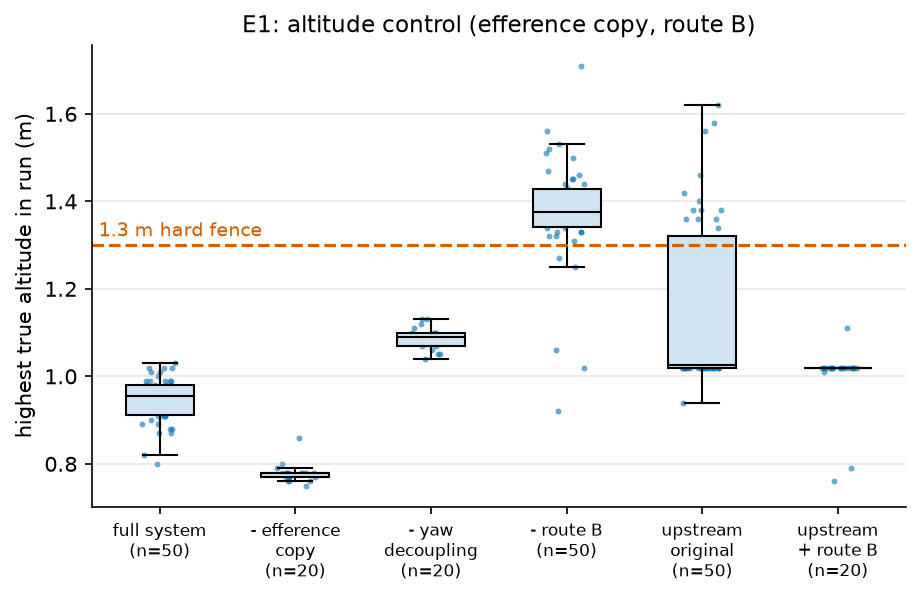 E1: altitude control (efference copy, route B)
highest true altitude in run (m)
1.6
1.4
1.3 m hard fence
1.2
1.0
0.8
full system
(n=50)
- efference
copy
(n=20)
- yaw
decoupling
(n=20)
- route B
(n=50)
upstream
original
(n=50)
upstream
+ route B
(n=20)